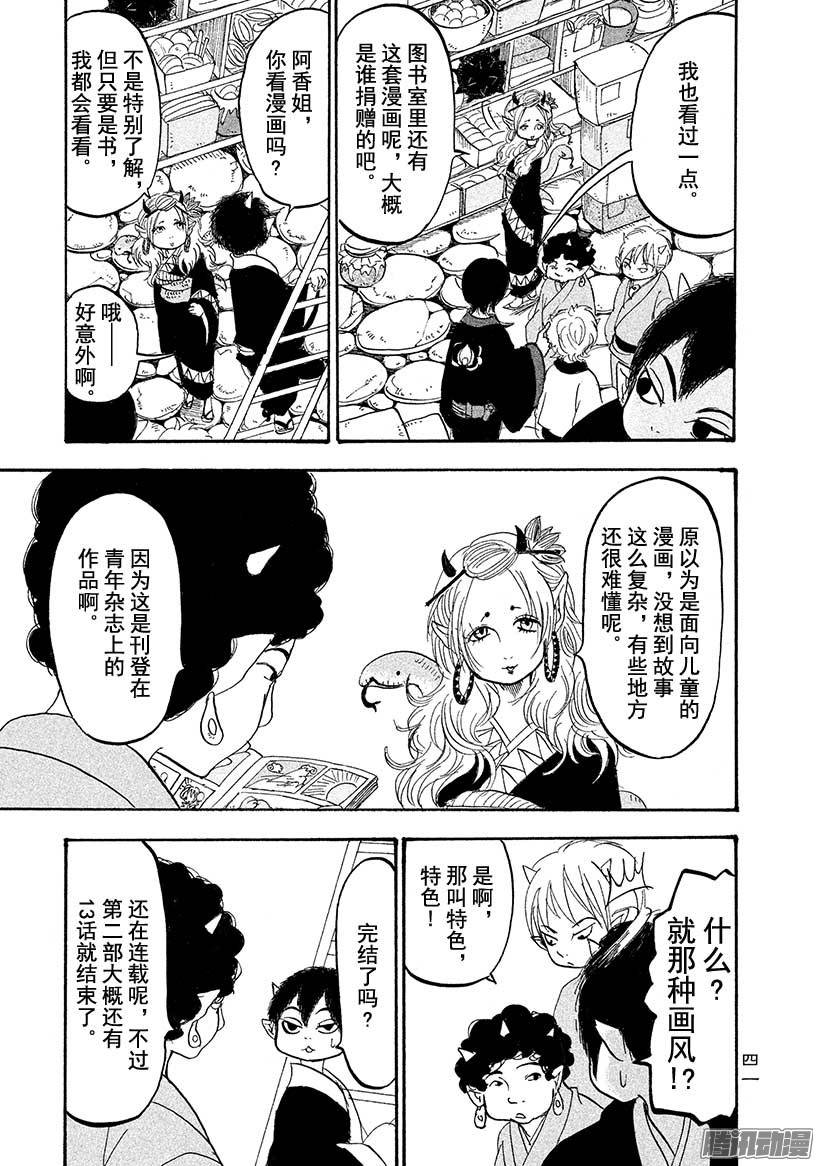 我也看过一点。
图书室里还有
这套漫画呢，大概
是谁捐赠的吧。
阿香姐，
你看漫画吗？
不是特别了解，
但只要是书，
我都会看看。
哦——
好意外啊。
原以为是面向儿童的
漫画，没想到故事
这么复杂，有些地方
还很难懂呢。
因为这是刊登在
青年杂志上的
作品啊。
什么？
就那种画风！？
是啊，
那叫特色，
特色！
完结了吗？
还在连载呢，不过
第二部大概还有
13话就结束了。
四一
腾讯动漫